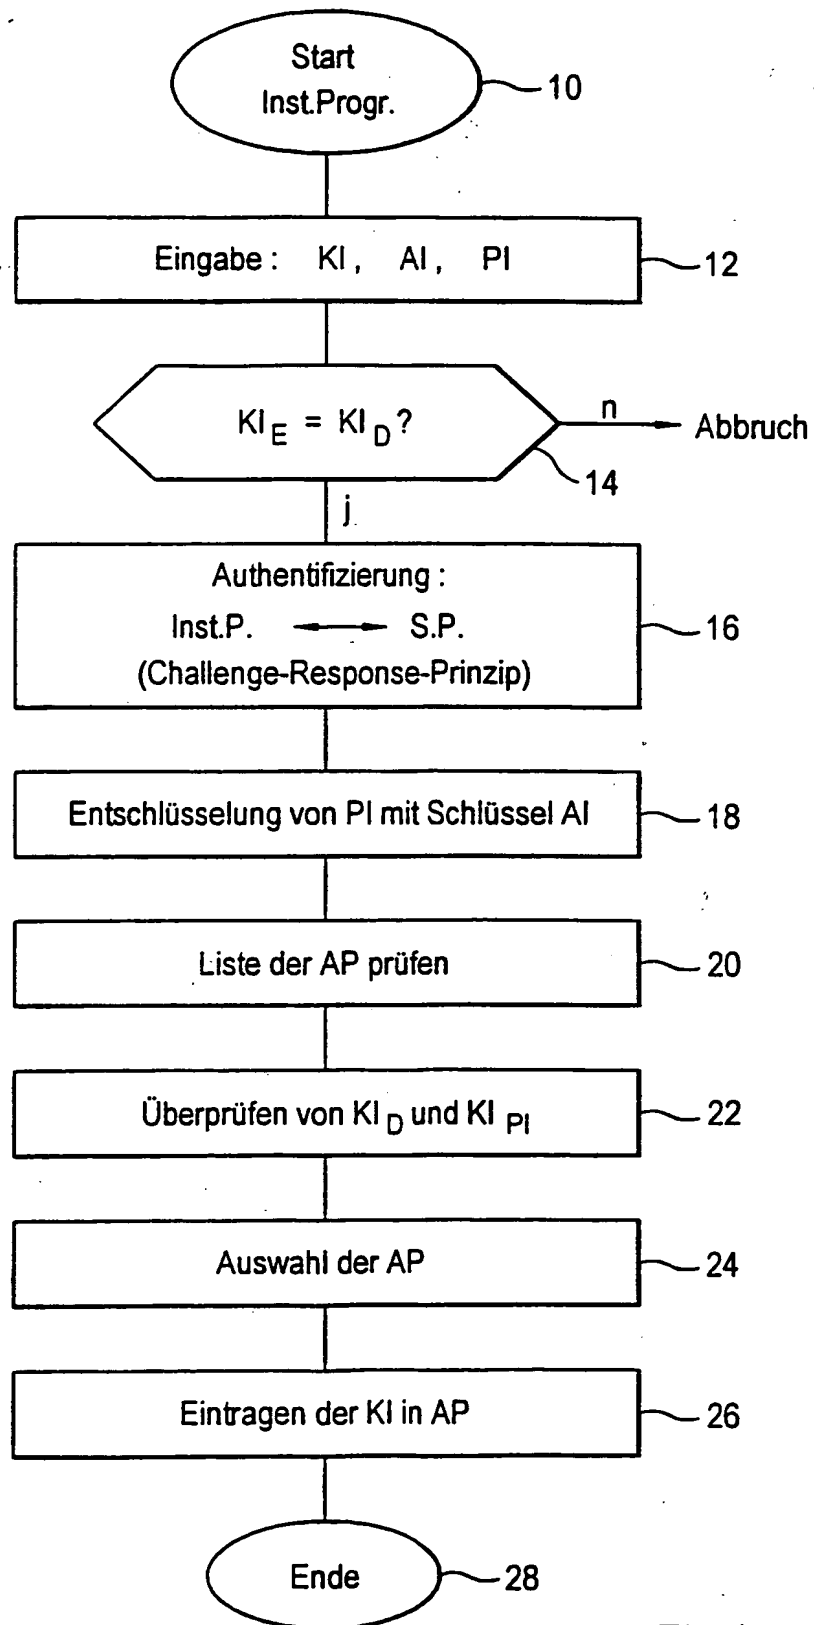 Start
Inst.Progr.
10
Eingabe : KI , AI , PI
12
KI E = KI D ?
n
Abbruch
14
j
Authentifizierung :
Inst.P. ⟷ S.P.
(Challenge-Response-Prinzip)
16
Entschlüsselung von PI mit Schlüssel AI
18
Liste der AP prüfen
20
Überprüfen von KI D und KI PI
22
Auswahl der AP
24
Eintragen der KI in AP
26
Ende
28